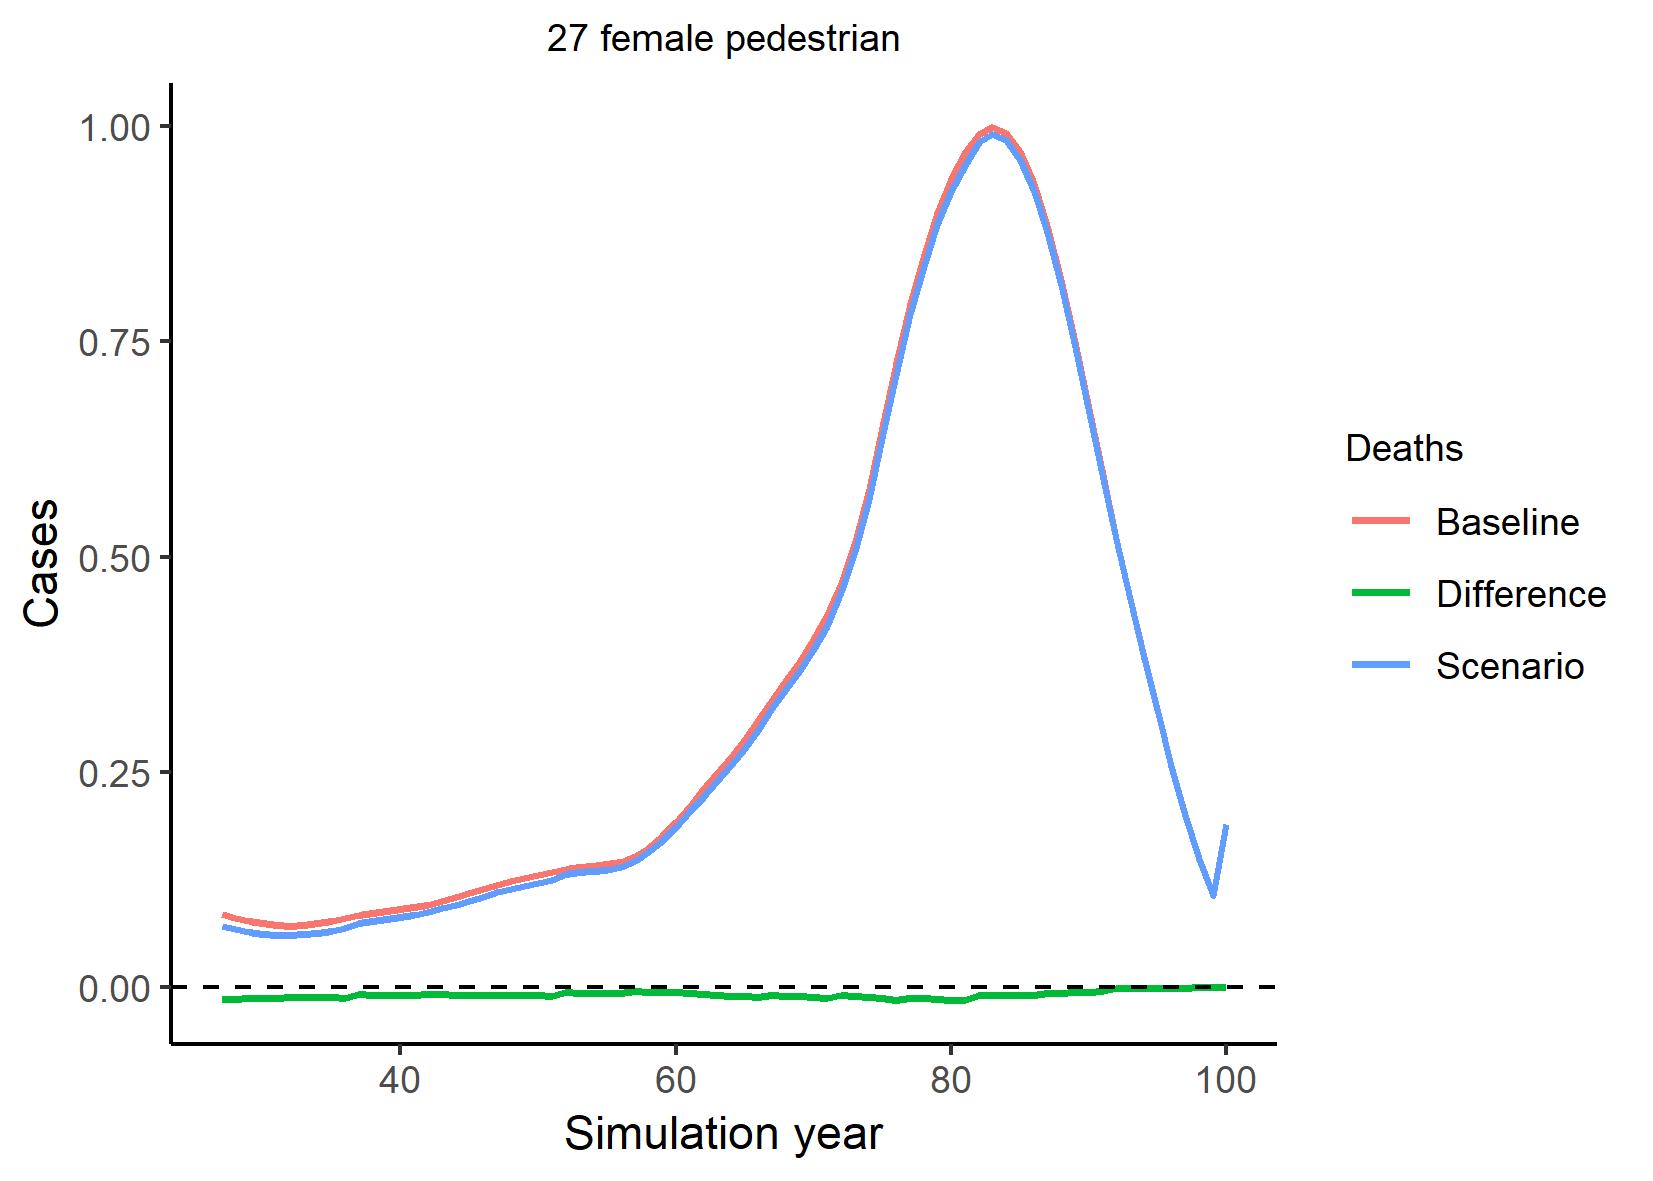 27 female pedestrian
1.00
0.75
0.50
0.25
0.00
Cases
40 60 80 100
Simulation year
Deaths
Baseline
Difference
Scenario